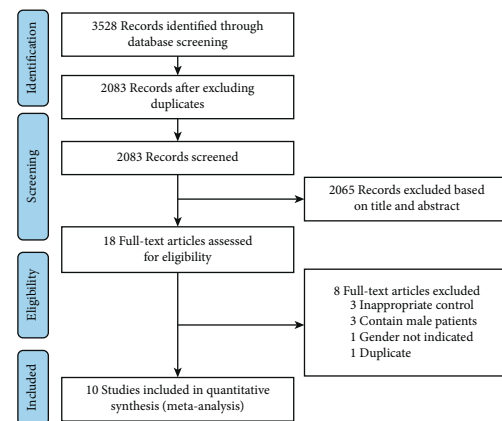 Identification
3528 Records identified through
database screening
2083 Records after excluding
duplicates
Screening
2083 Records screened
2065 Records excluded based
on title and abstract
18 Full-text articles assessed
for eligibility
Eligibility
8 Full-text articles excluded
3 Inappropriate control
3 Contain male patients
1 Gender not indicated
1 Duplicate
Included
10 Studies included in quantitative
synthesis (meta-analysis)